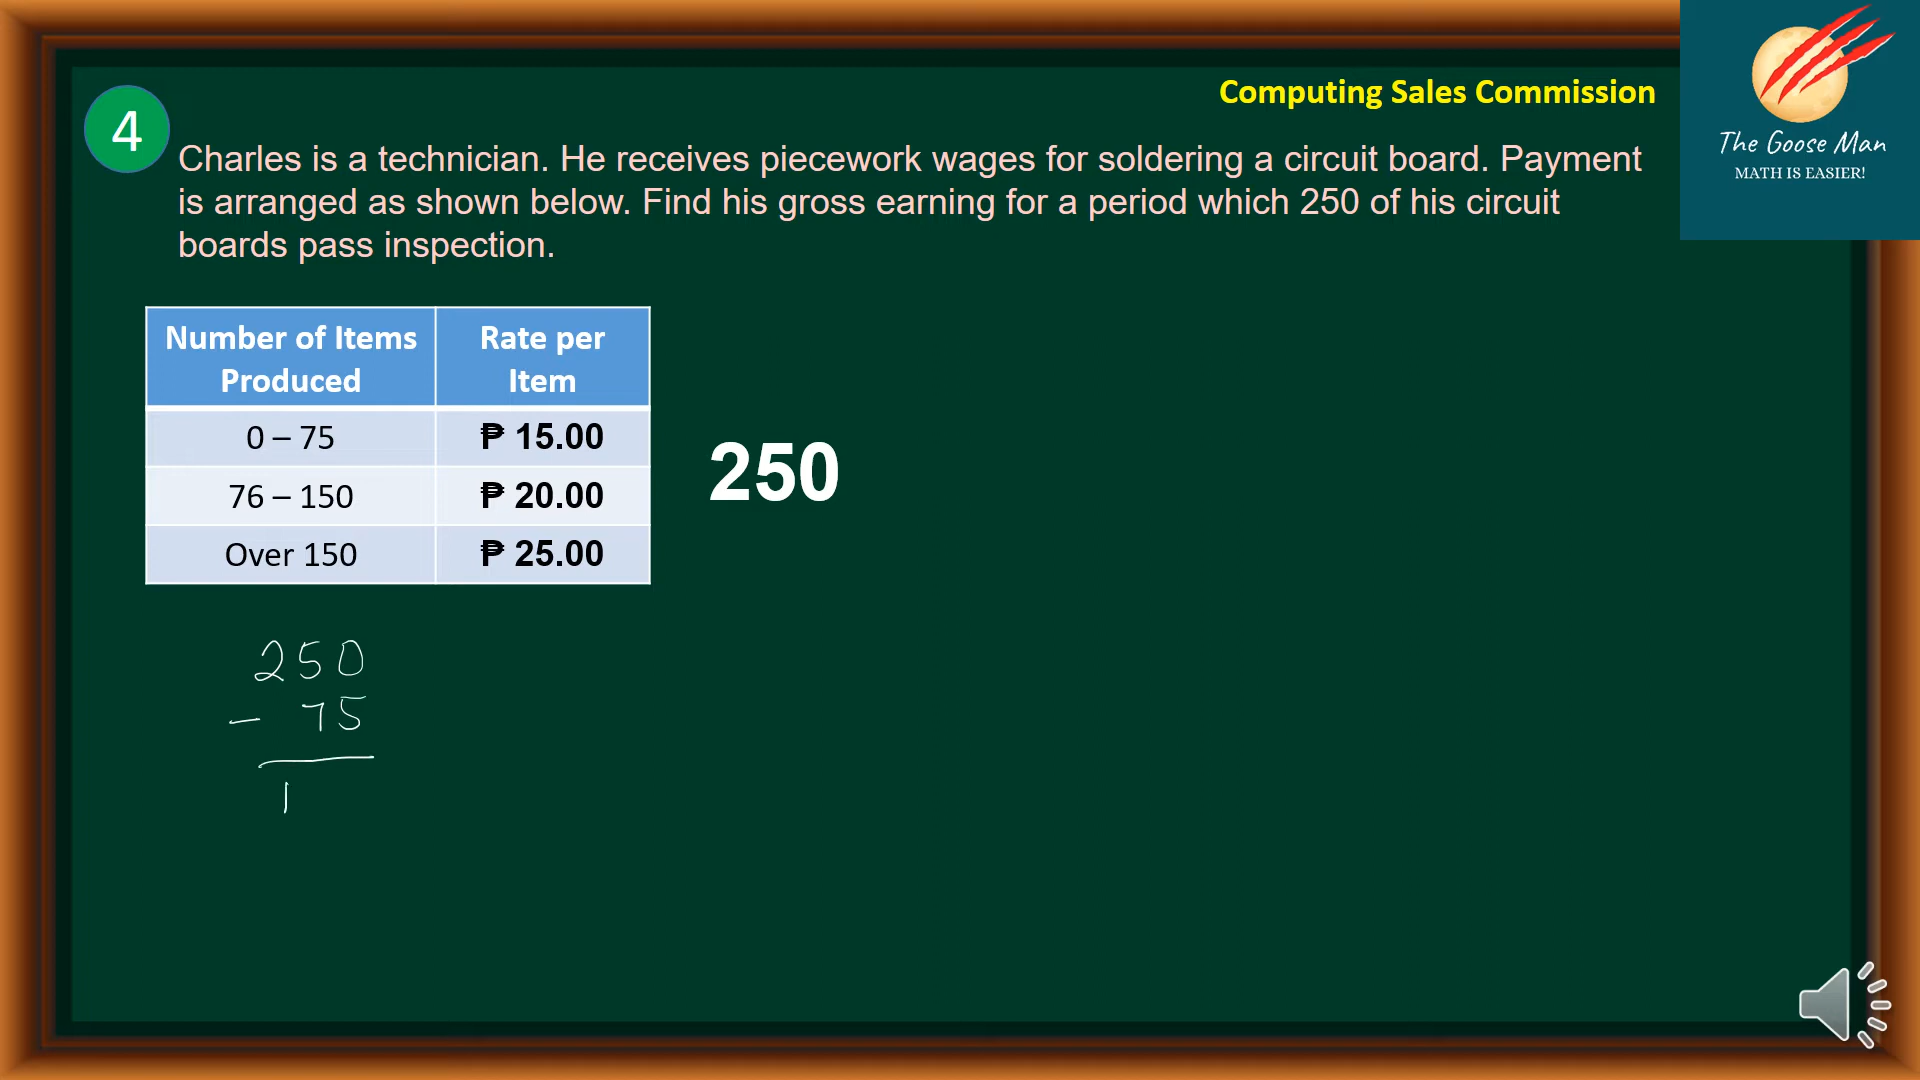 Computing Sales Commission
The Goose Man
MATH IS EASIER!
4
Charles is a technician. He receives piecework wages for soldering a circuit board. Payment
is arranged as shown below. Find his gross earning for a period which 250 of his circuit
boards pass inspection.
Number of Items Produced
Rate per Item
0 – 75 ₱ 15.00
76 – 150 ₱ 20.00
Over 150 ₱ 25.00
250
250
- 75
1